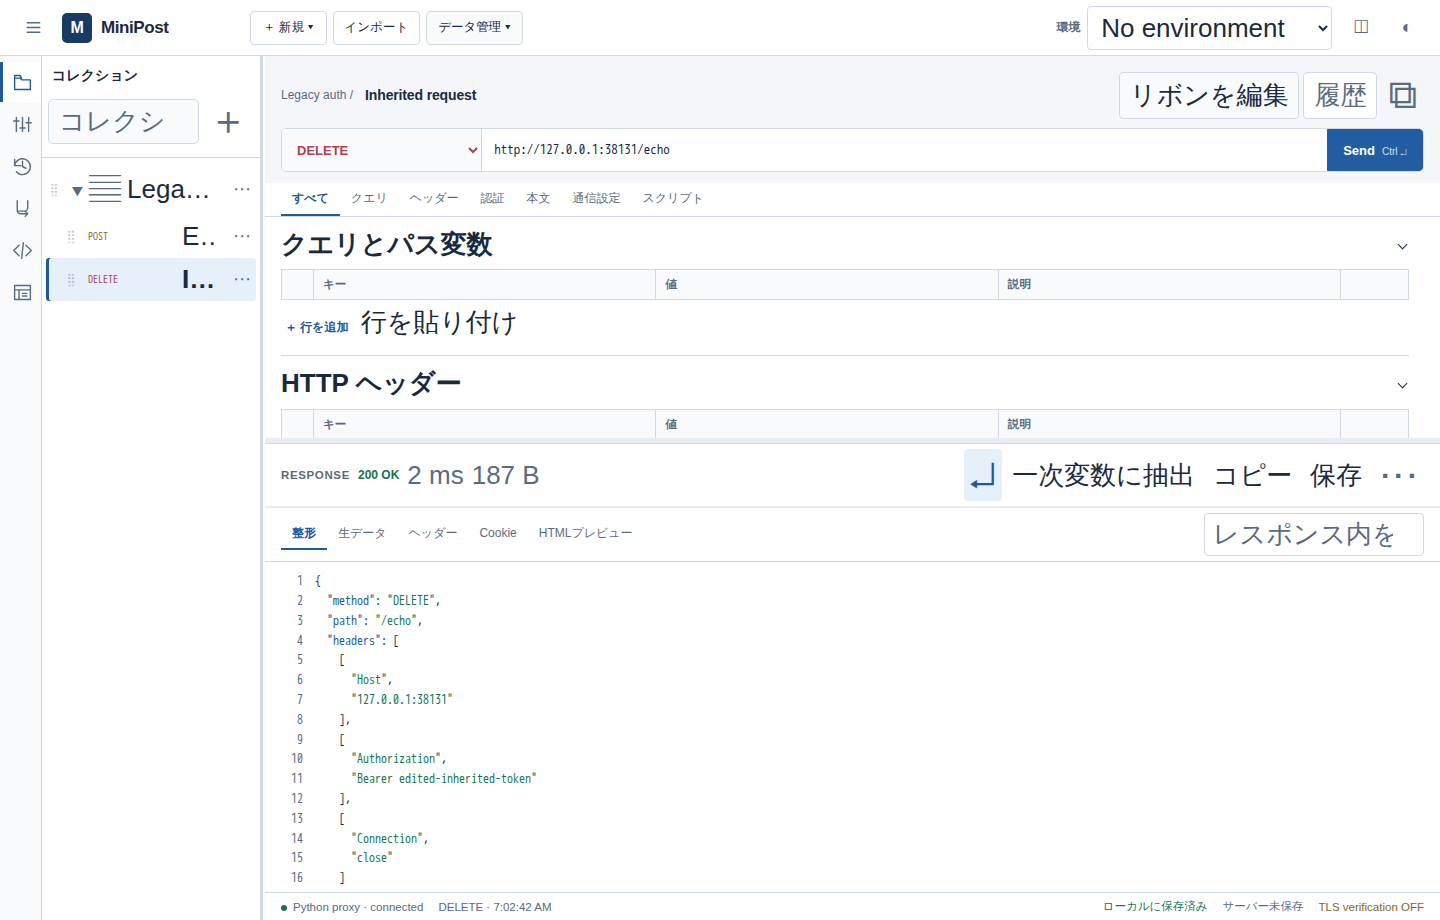 M MiniPost ＋ 新規 ▾ インポート データ管理 ▾ 環境 No environment
コレクション
コレクシ ＋
Lega… ···
POST E.. ···
DELETE I... ···
Legacy auth / Inherited request リボンを編集 履歴
DELETE http://127.0.0.1:38131/echo Send Ctrl
すべて クエリ ヘッダー 認証 本文 通信設定 スクリプト
クエリとパス変数
キー 値 説明
＋ 行を追加 行を貼り付け
HTTP ヘッダー
キー 値 説明
RESPONSE 200 OK 2 ms 187 B 一次変数に抽出 コピー 保存 ···
整形 生データ ヘッダー Cookie HTMLプレビュー レスポンス内を
1 {
2 "method": "DELETE",
3 "path": "/echo",
4 "headers": [
5 [
6 "Host",
7 "127.0.0.1:38131"
8 ],
9 [
10 "Authorization",
11 "Bearer edited-inherited-token"
12 ],
13 [
14 "Connection",
15 "close"
16 ]
Python proxy · connected DELETE · 7:02:42 AM ローカルに保存済み サーバー未保存 TLS verification OFF